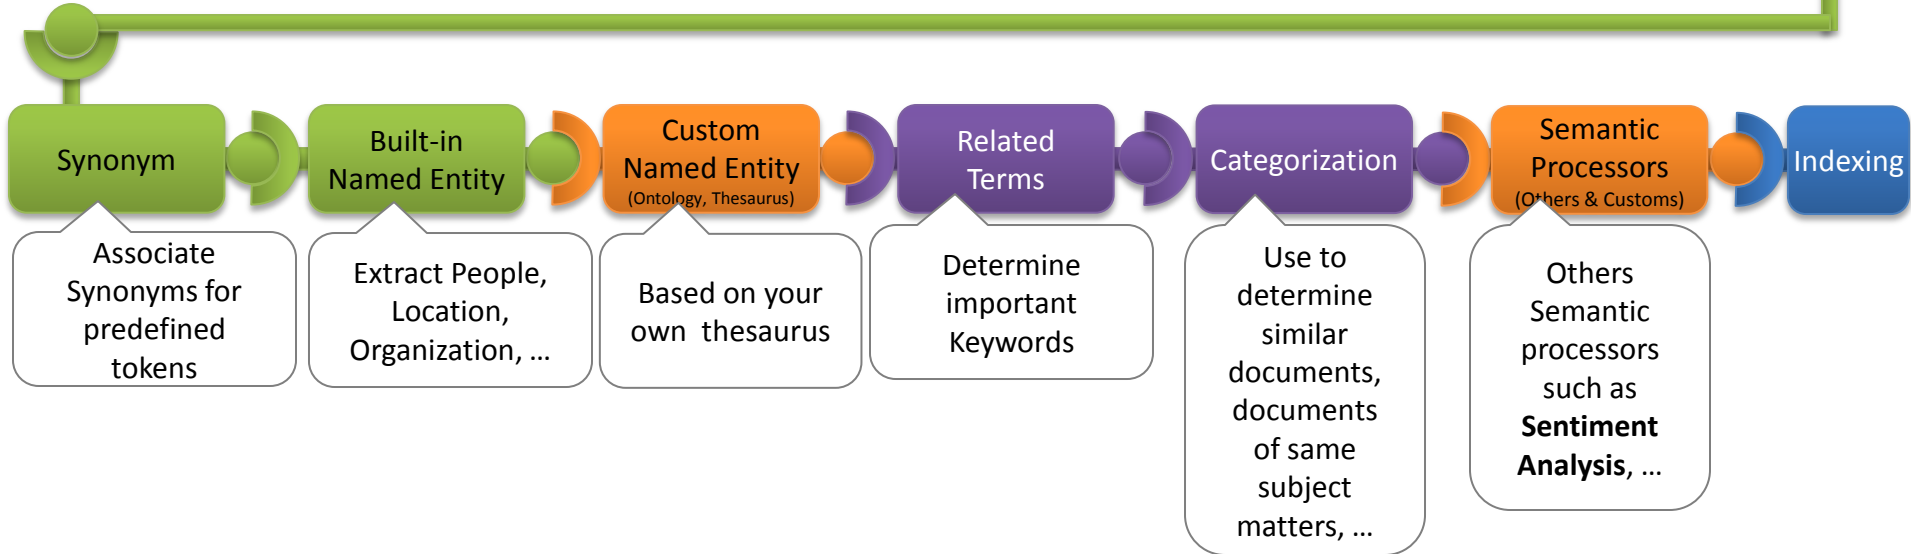 Synonym
Built-in
Named Entity
Custom
Named Entity
(Ontology, Thesaurus)
Related
Terms
Categorization
Semantic
Processors
(Others & Customs)
Indexing
Associate
Synonyms for
predefined
tokens
Extract People,
Location,
Organization, ...
Based on your
own thesaurus
Determine
important
Keywords
Use to
determine
similar
documents,
documents
of same
subject
matters, ...
Others
Semantic
processors
such as
Sentiment
Analysis, ...